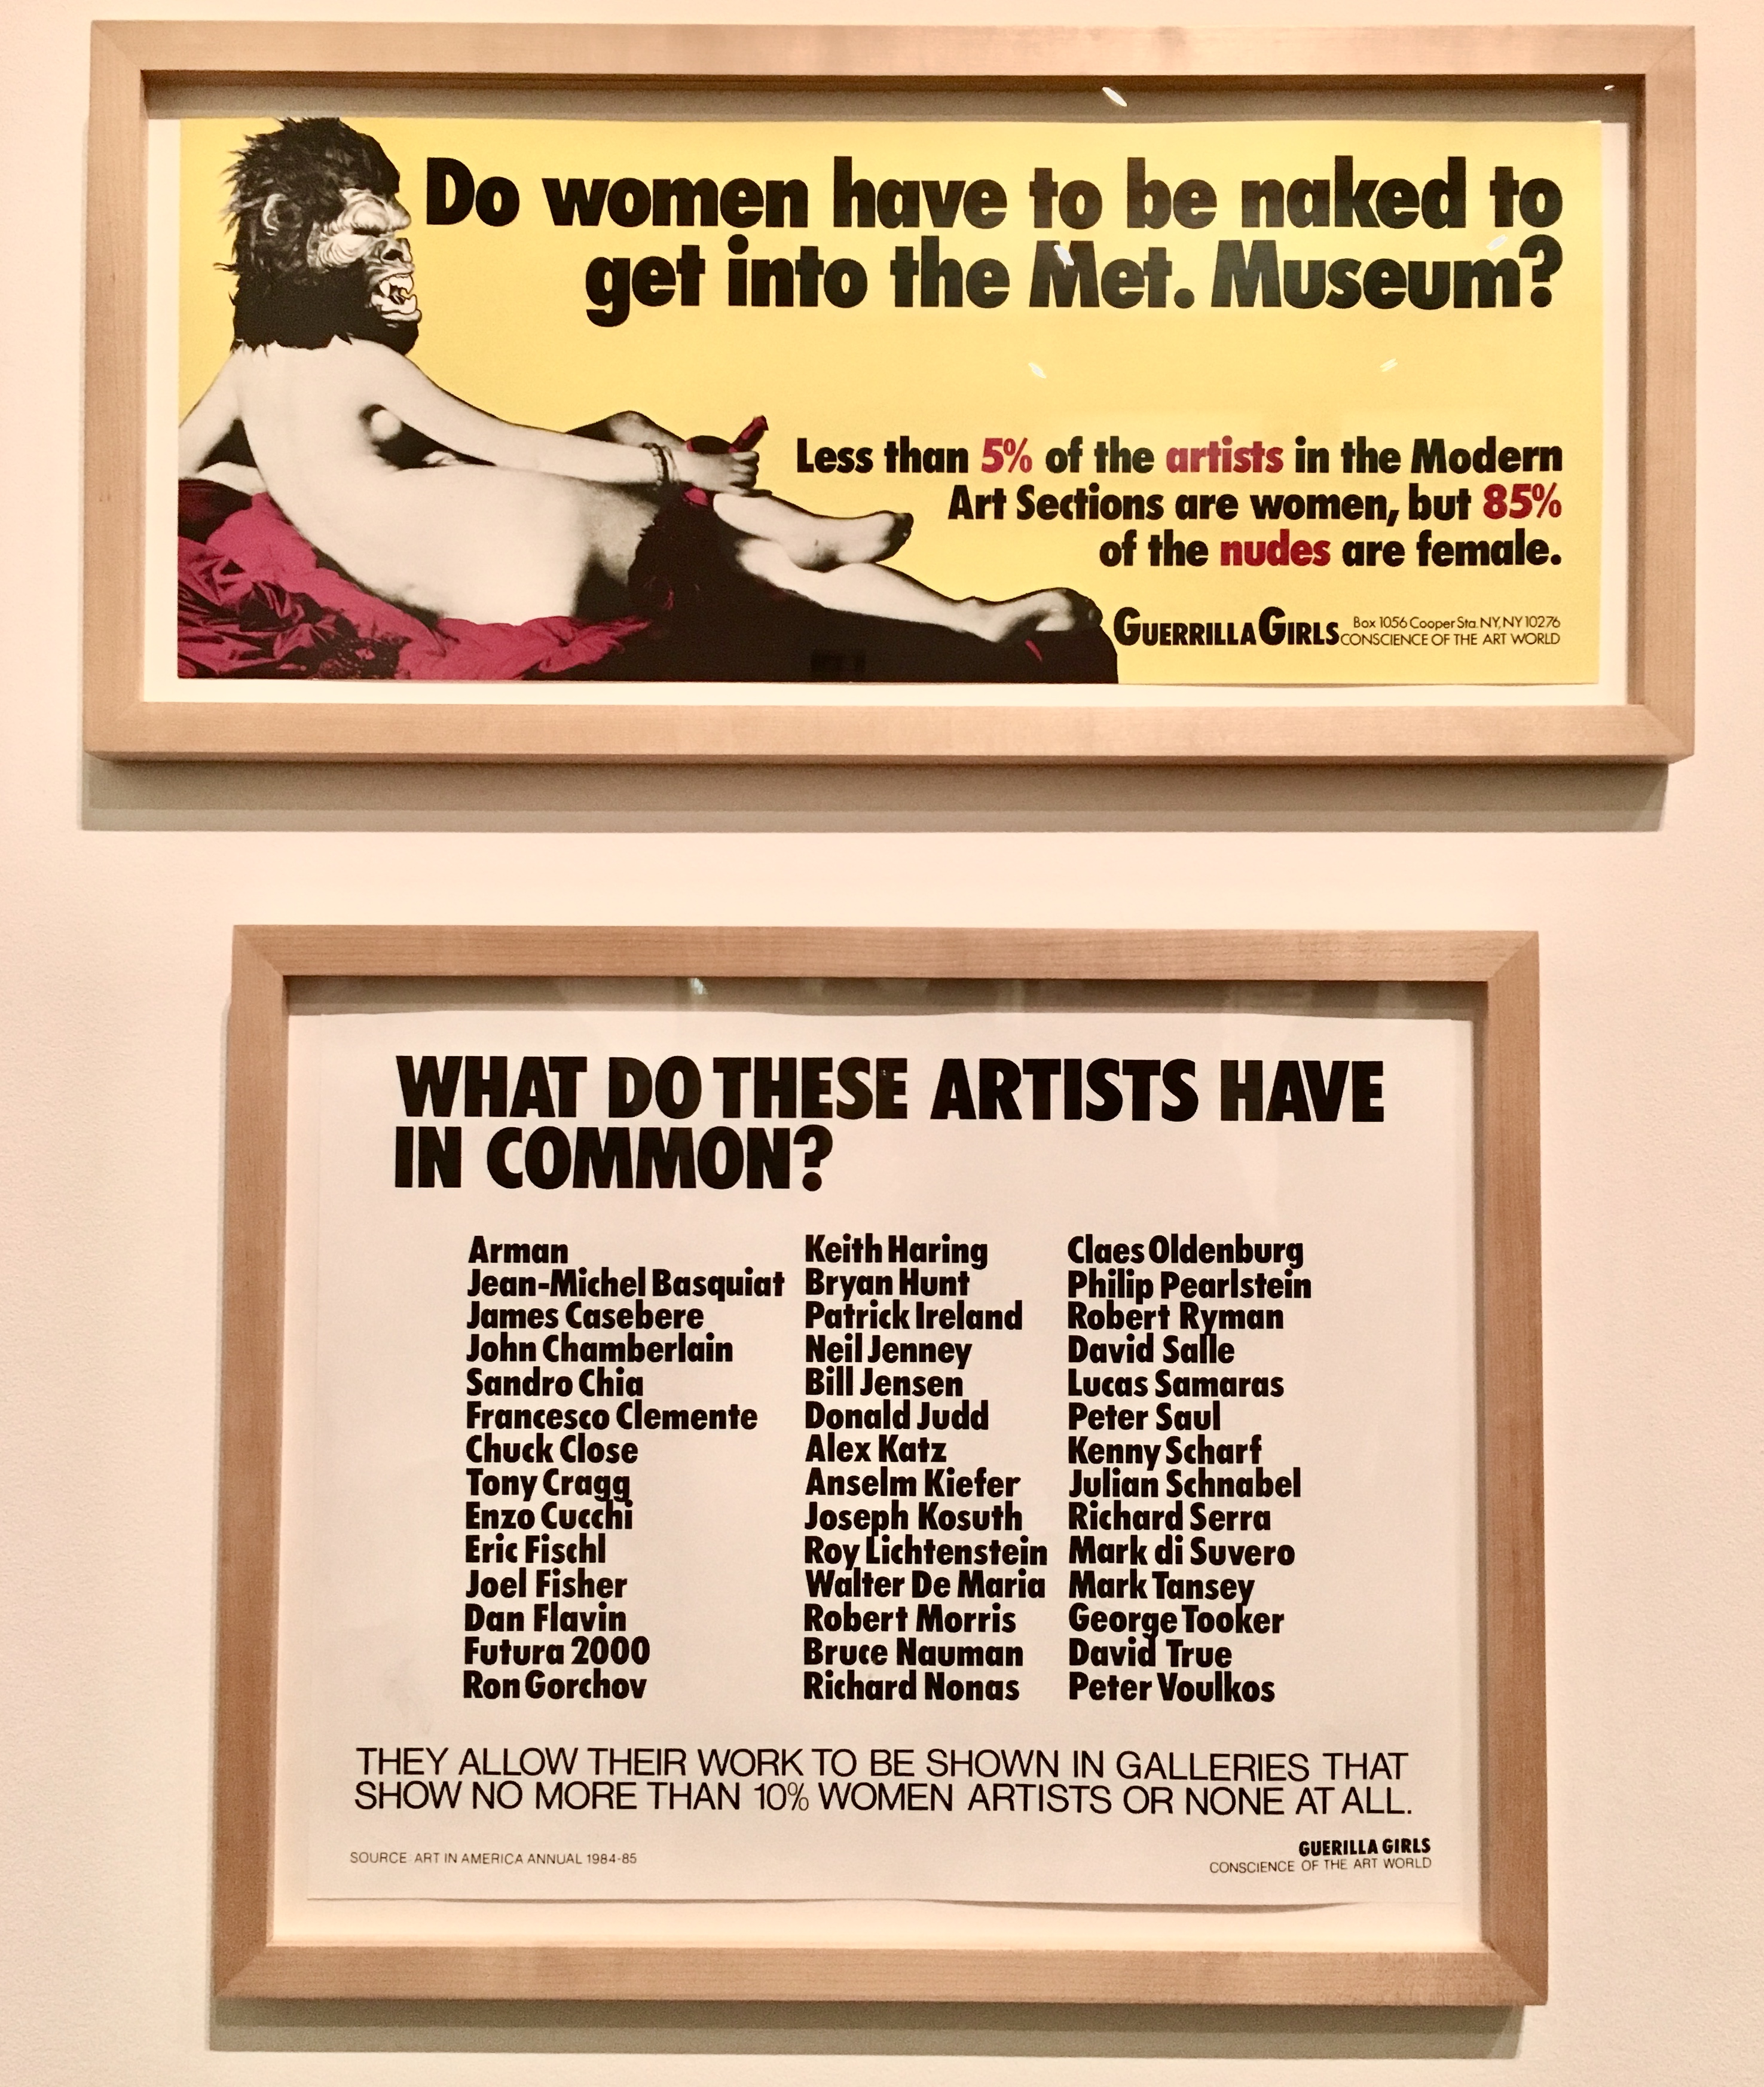 Do women have to be naked to
get into the Met. Museum?
Less than 5% of the artists in the Modern
Art Sections are women, but 85%
of the nudes are female.
GUERRILLA GIRLS Box 1056 Cooper Sta. NY, NY 10276
CONSCIENCE OF THE ART WORLD
WHAT DO THESE ARTISTS HAVE
IN COMMON?
Arman
Jean-Michel Basquiat
James Casebere
John Chamberlain
Sandro Chia
Francesco Clemente
Chuck Close
Tony Cragg
Enzo Cucchi
Eric Fischl
Joel Fisher
Dan Flavin
Futura 2000
Ron Gorchov
Keith Haring
Bryan Hunt
Patrick Ireland
Neil Jenney
Bill Jensen
Donald Judd
Alex Katz
Anselm Kiefer
Joseph Kosuth
Roy Lichtenstein
Walter De Maria
Robert Morris
Bruce Nauman
Richard Nonas
Claes Oldenburg
Philip Pearlstein
Robert Ryman
David Salle
Lucas Samaras
Peter Saul
Kenny Scharf
Julian Schnabel
Richard Serra
Mark di Suvero
Mark Tansey
George Tooker
David True
Peter Voulkos
THEY ALLOW THEIR WORK TO BE SHOWN IN GALLERIES THAT
SHOW NO MORE THAN 10% WOMEN ARTISTS OR NONE AT ALL.
SOURCE: ART IN AMERICA ANNUAL 1984-85
GUERILLA GIRLS
CONSCIENCE OF THE ART WORLD